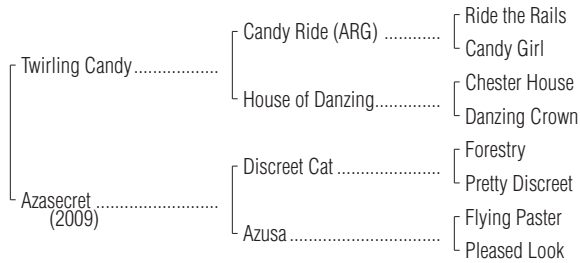 Ride the Rails
Candy Ride (ARG) ............
Candy Girl
Twirling Candy..................
Chester House
House of Danzing..............
Danzing Crown
Forestry
Discreet Cat ......................
Pretty Discreet
Azasecret ..........................
(2009)
Flying Paster
Azusa ................................
Pleased Look